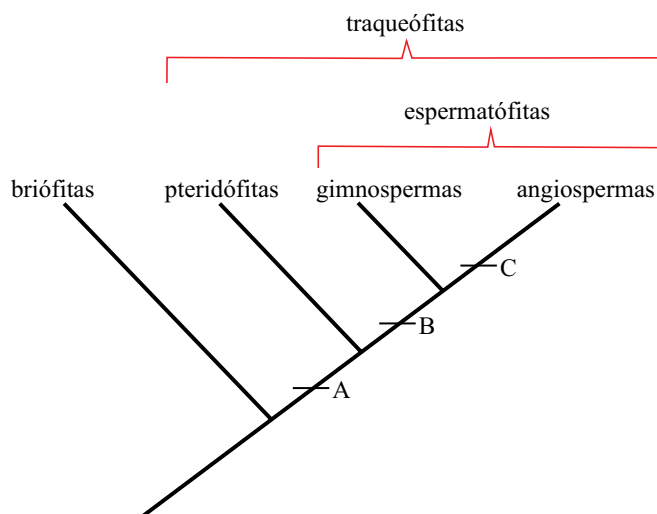 traqueófitas
espermatófitas
briófitas pteridófitas gimnospermas angiospermas
C
B
A